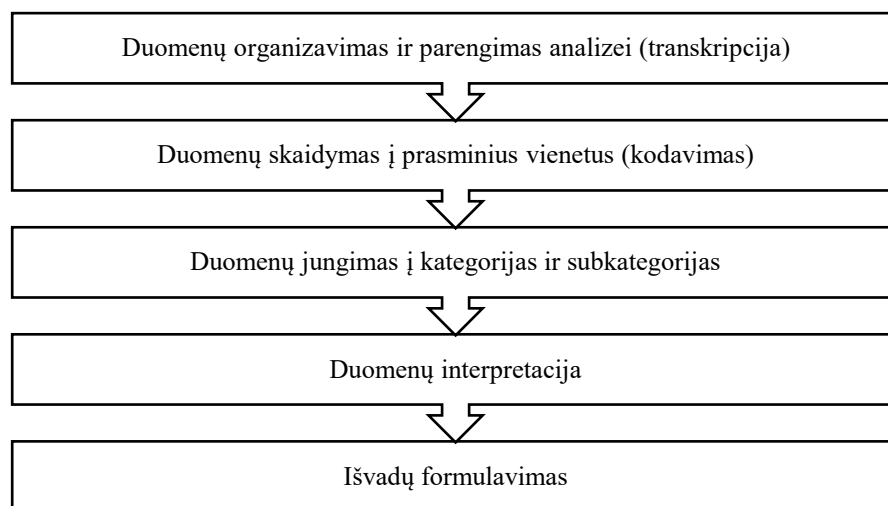 Duomenų organizavimas ir parengimas analizei (transkripcija)
Duomenų skaidymas į prasminius vienetus (kodavimas)
Duomenų jungimas į kategorijas ir subkategorijas
Duomenų interpretacija
Išvadų formulavimas